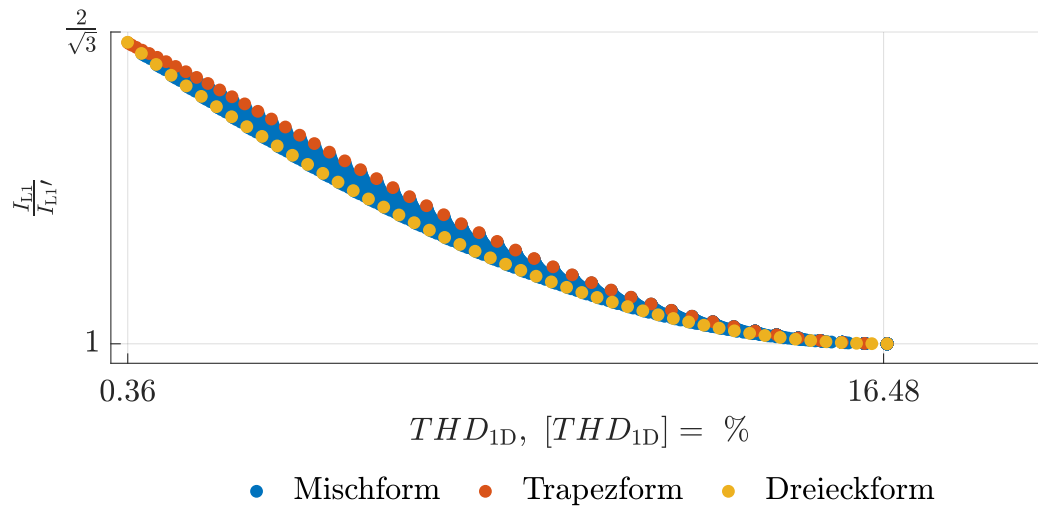 2/√3
I_L1/I_L1′
1
0.36 16.48
THD_1D, [THD_1D] = %
Mischform Trapezform Dreieckform